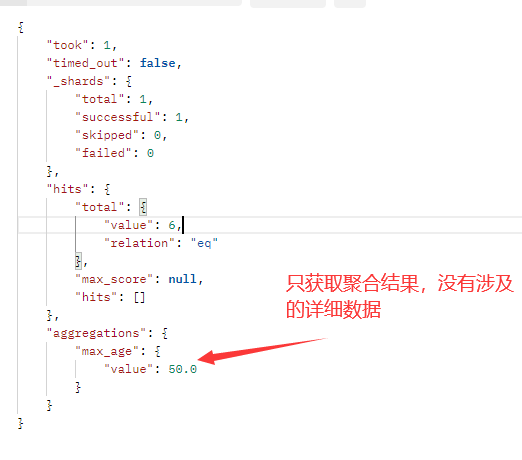 {
"took": 1,
"timed_out": false,
"_shards": {
"total": 1,
"successful": 1,
"skipped": 0,
"failed": 0
},
"hits": {
"total": {
"value": 6,
"relation": "eq"
},
"max_score": null,
"hits": []
},
"aggregations": {
"max_age": {
"value": 50.0
}
}
}
只获取聚合结果，没有涉及
的详细数据